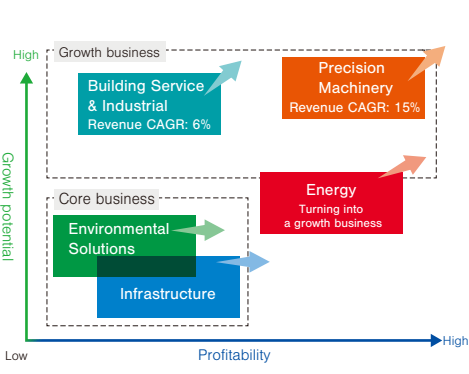 High
Growth business
Building Service
& Industrial
Revenue CAGR: 6%
Precision
Machinery
Revenue CAGR: 15%
Growth potential
Energy
Turning into
a growth business
Core business
Environmental
Solutions
Infrastructure
Low
Profitability
High